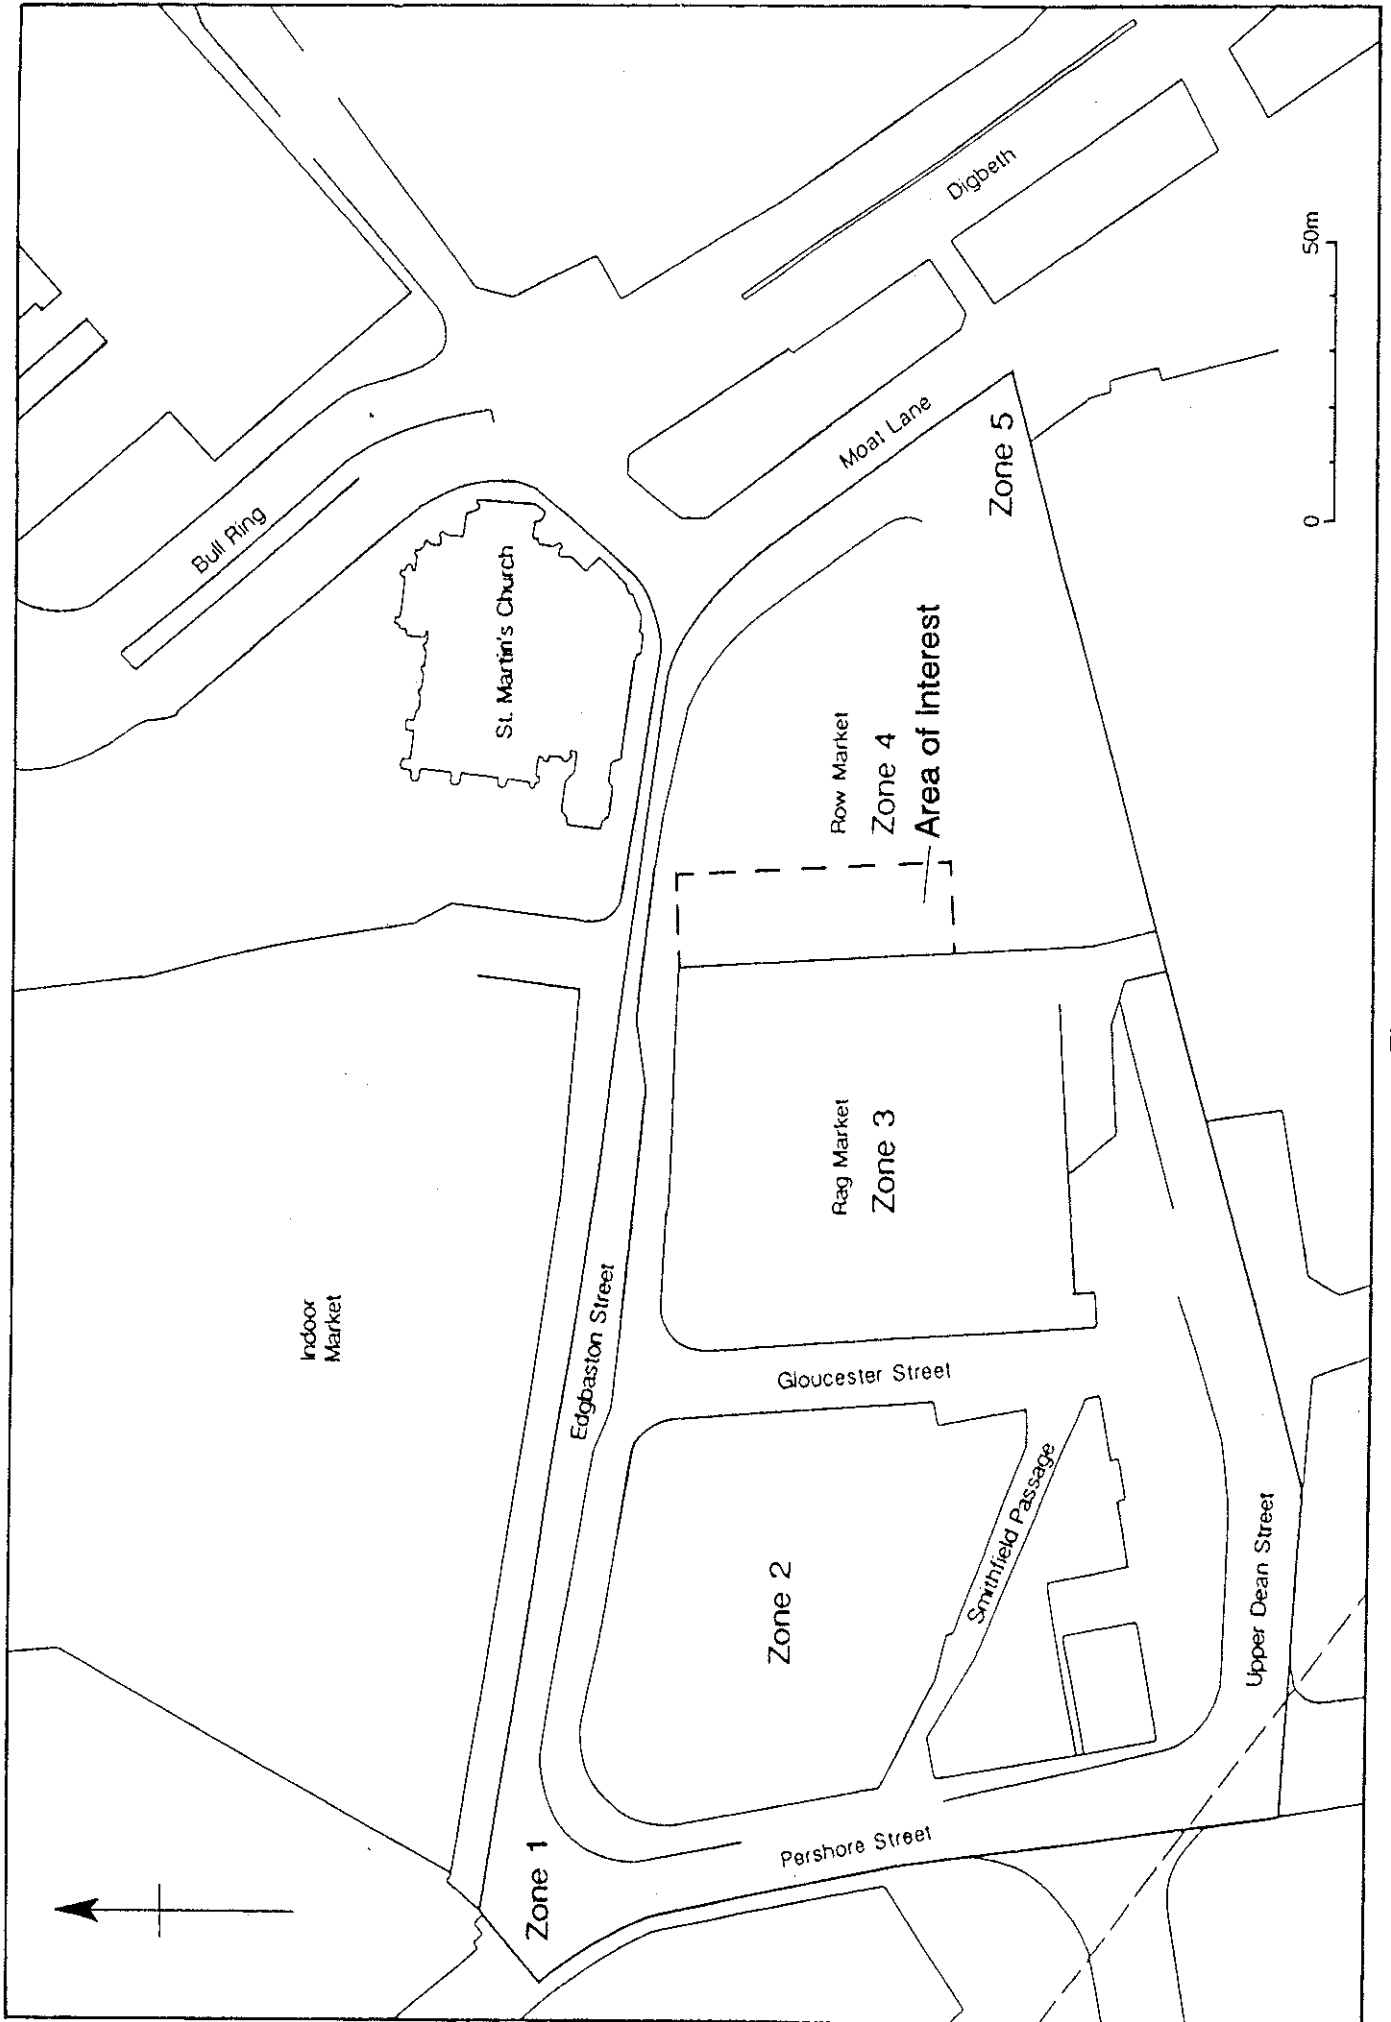 Bull Ring
Digbeth
St. Martin's Church
Moat Lane
Indoor
Market
Edgbaston Street
Row Market
Zone 4
Area of Interest
Zone 5
Rag Market
Zone 3
Gloucester Street
Zone 2
Smithfield Passage
Upper Dean Street
Zone 1
Pershore Street
0
50m